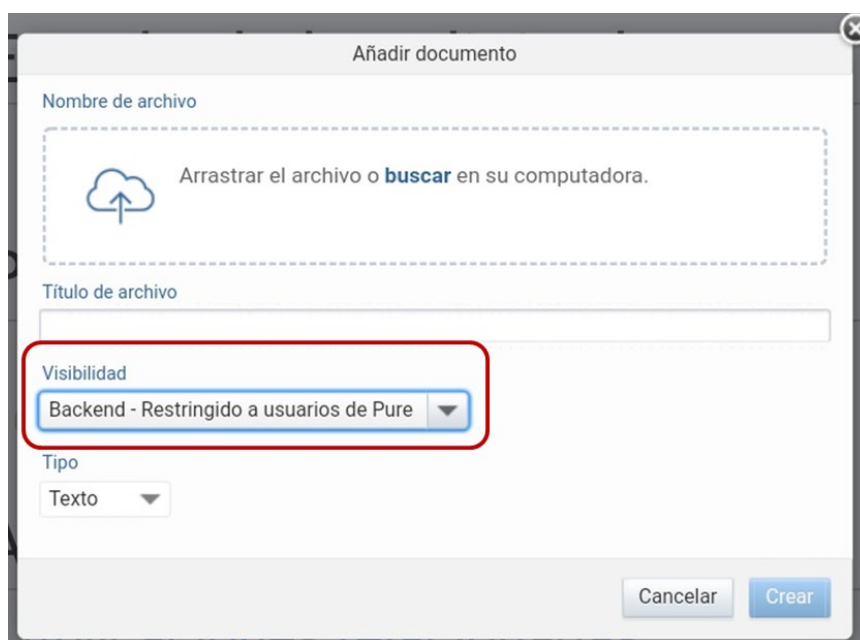 Añadir documento
Nombre de archivo
Arrastrar el archivo o buscar en su computadora.
Título de archivo
Visibilidad
Backend - Restringido a usuarios de Pure
Tipo
Texto
Cancelar
Crear